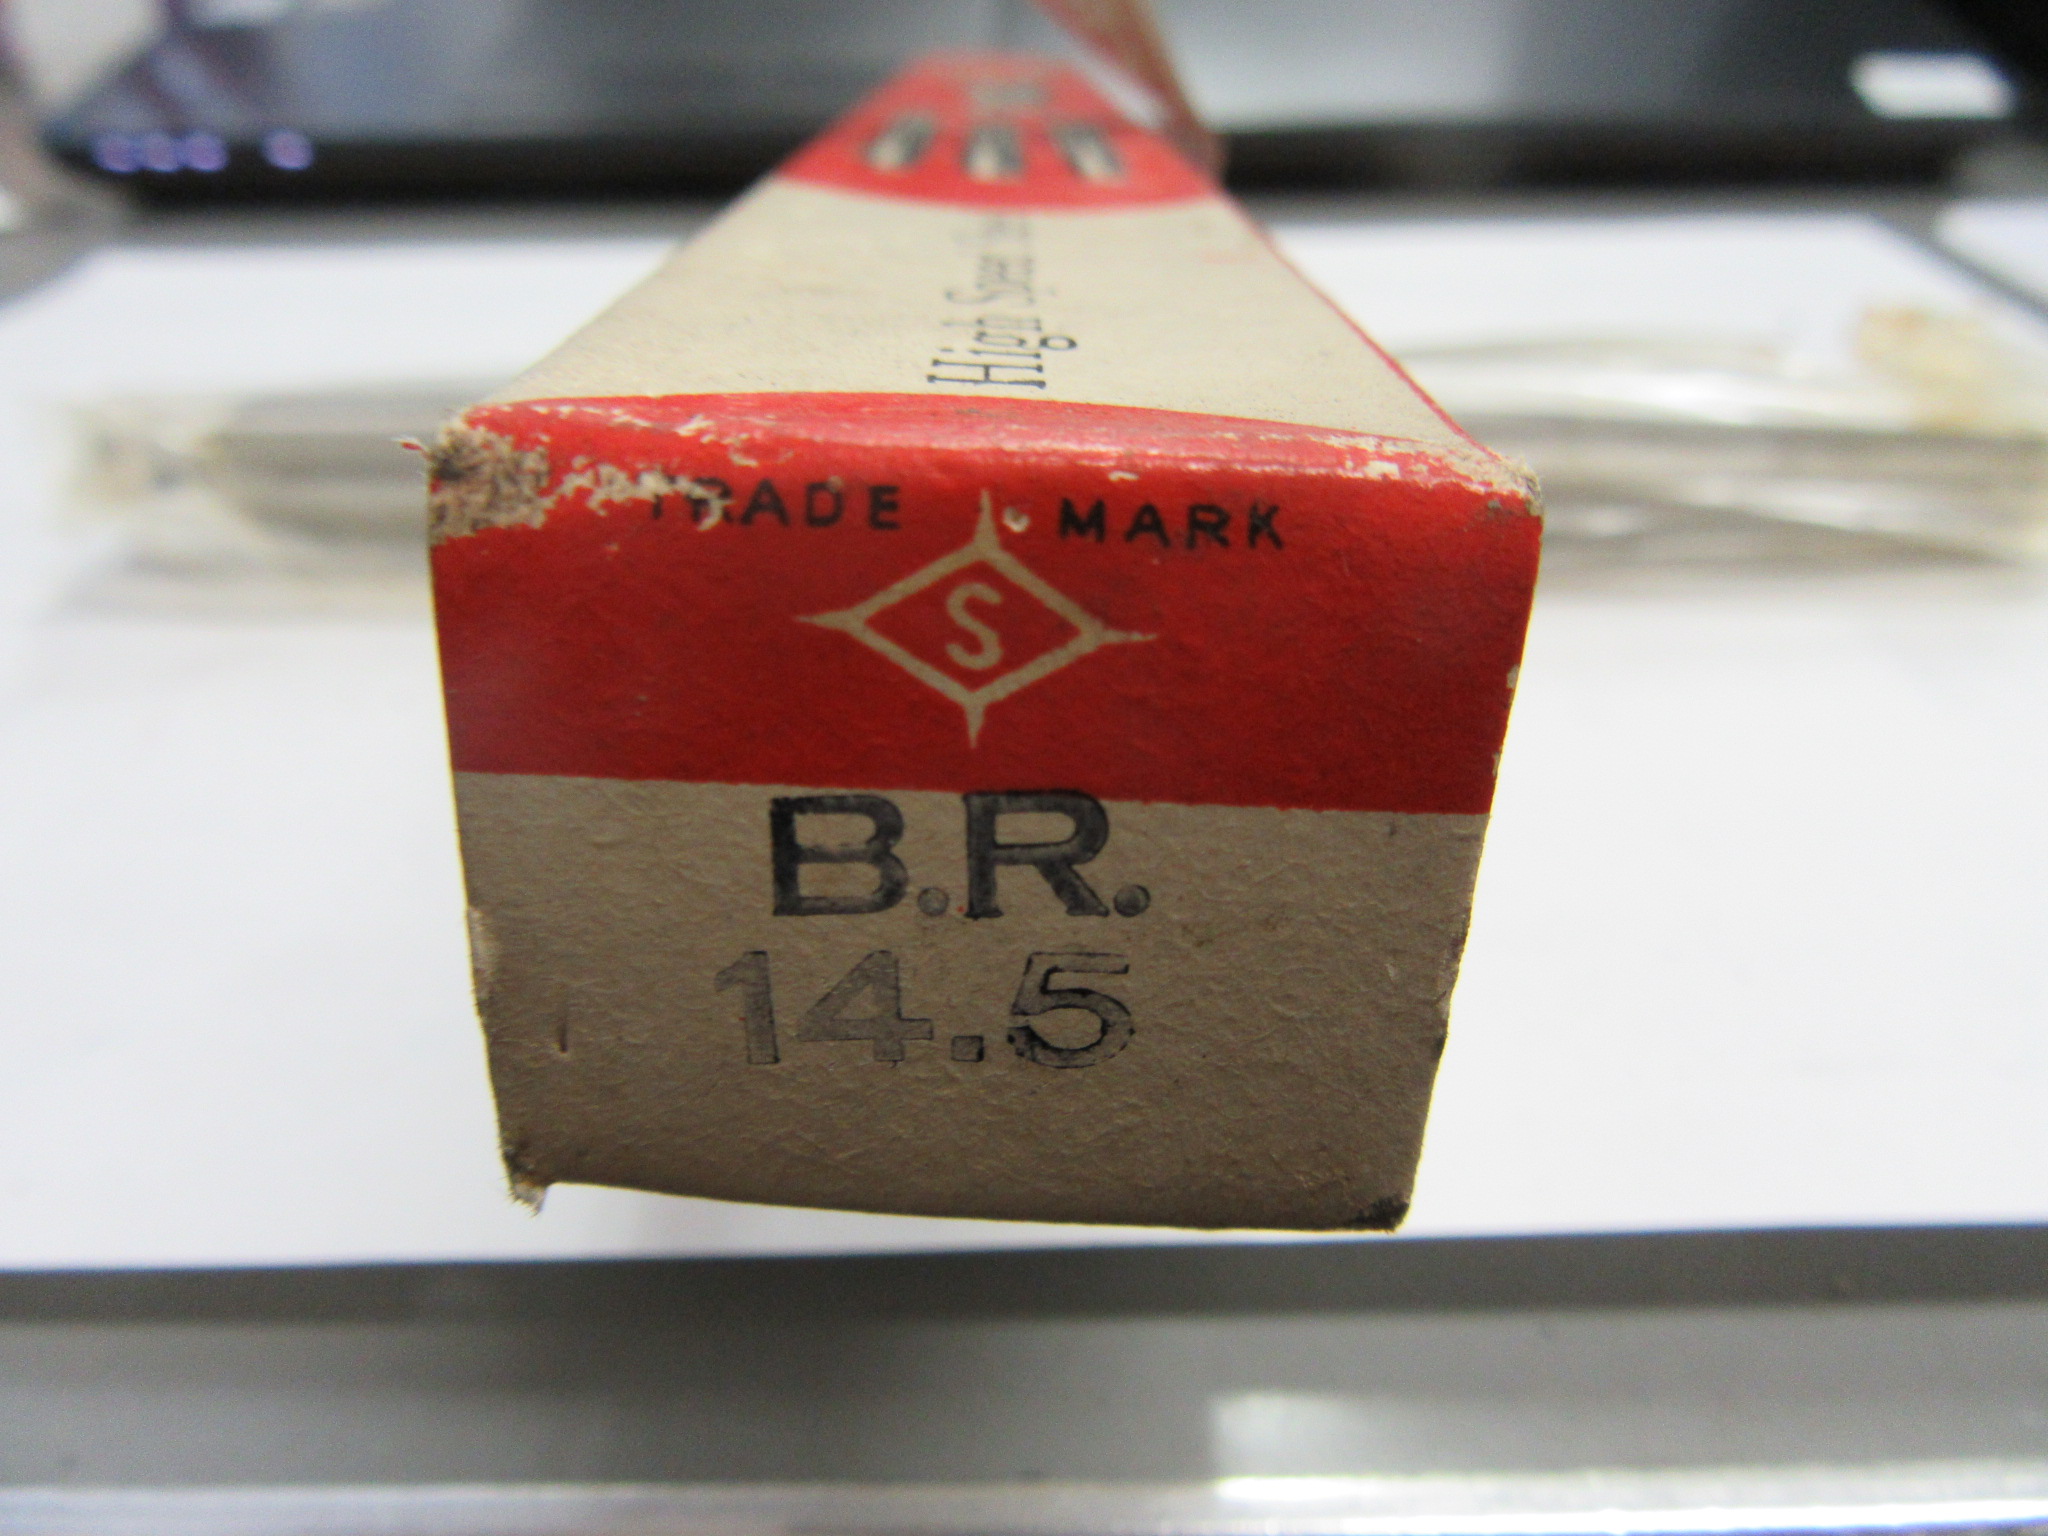 High Speed
TRADE MARK
S
B.R.
14.5